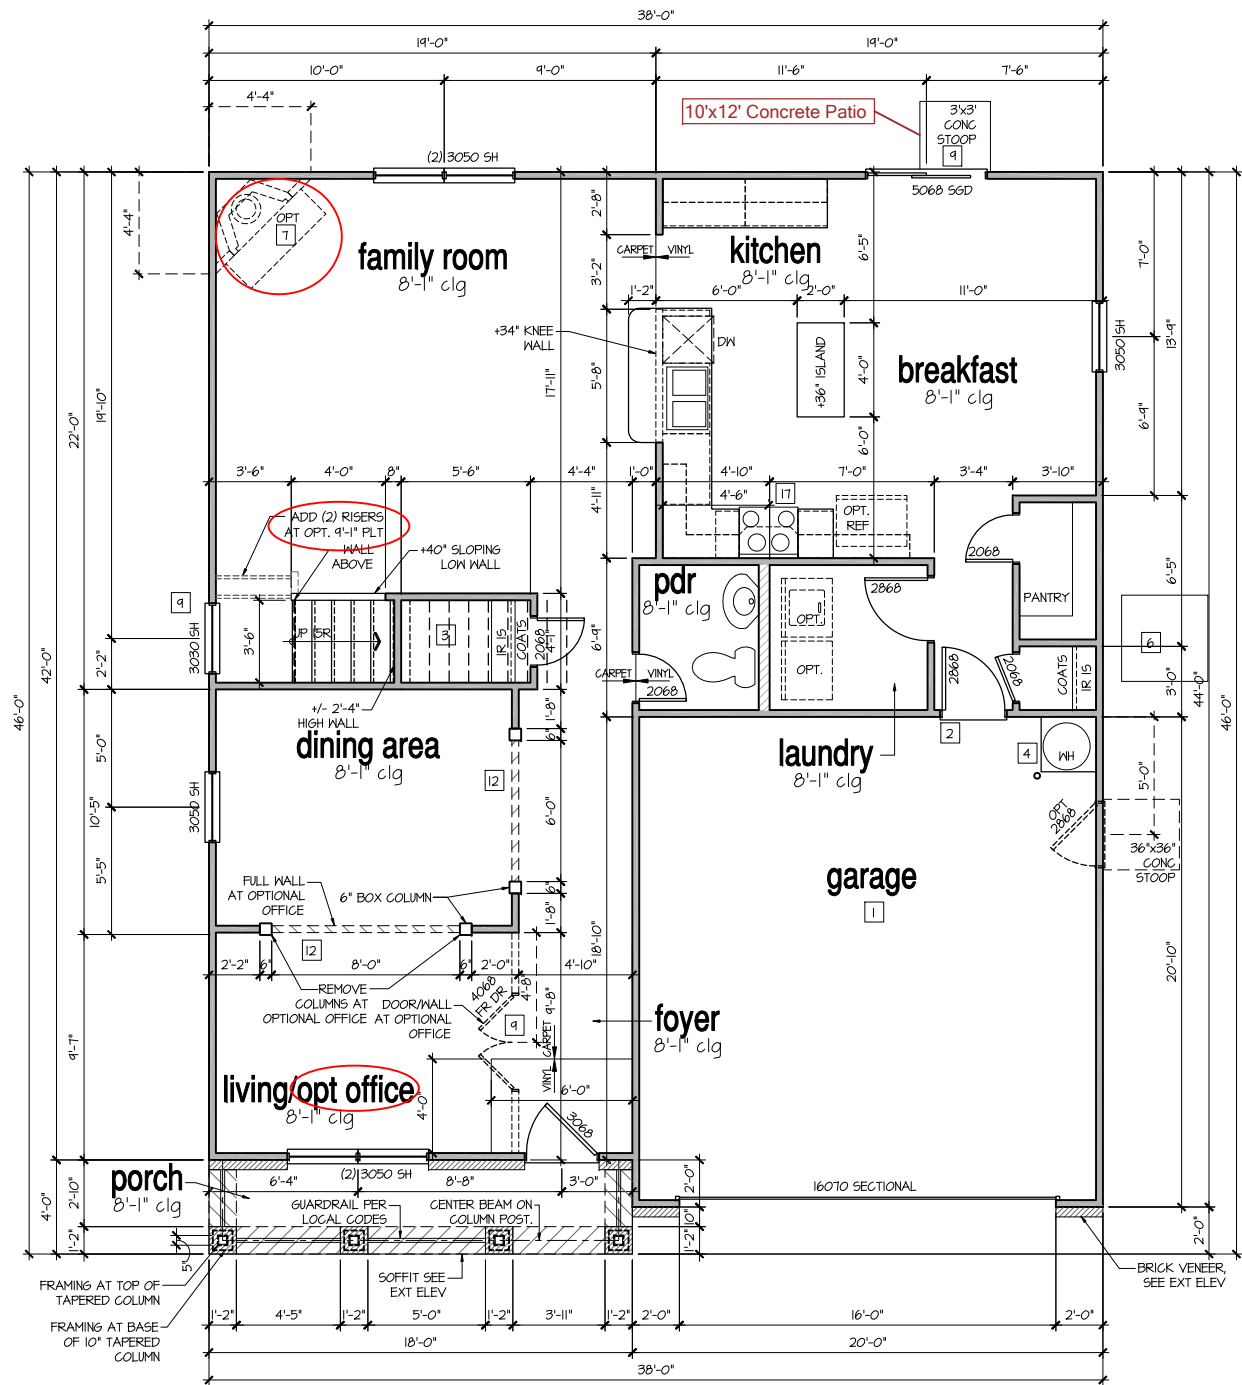 38'-0"
19'-0"
19'-0"
10'-0"
9'-0"
11'-6"
7'-6"
4'-4"
10'x12' Concrete Patio
3'x3'
CONC
STOOP
9
(2) 3050 SH
5068 SGD
4'-4"
OPT
7
family room
8'-1" clg
2'-8"
CARPET
VINYL
kitchen
8'-1" clg
6'-5"
7'-0"
3'-2"
1'-2"
6'-0"
2'-0"
11'-0"
+34" KNEE
WALL
DW
+36" ISLAND
4'-0"
breakfast
8'-1" clg
3050 SH
13'-9"
17'-11"
5'-8"
19'-10"
22'-0"
6'-0"
6'-9"
3'-6"
4'-0"
8"
5'-6"
4'-4"
1'-0"
4'-10"
7'-0"
3'-4"
3'-10"
4'-6"
17
4'-11"
OPT.
REF
ADD (2) RISERS
AT OPT. 9'-1" PLT
WALL
ABOVE
+40" SLOPING
LOW WALL
2068
6'-5"
pdr
8'-1" clg
2868
PANTRY
9
3030 SH
3'-6"
UP 15R
3
1R 1S
COATS
2068
4'-1"
6'-9"
OPT.
OPT.
6
2'-2"
42'-0"
46'-0"
CARPET
VINYL
2068
2868
2068
COATS
1R 1S
3'-0"
44'-0"
46'-0"
+/- 2'-4"
HIGH WALL
1'-8"
6"
dining area
8'-1" clg
laundry
8'-1" clg
2
4
WH
5'-0"
12
3050 SH
5'-0"
10'-5"
5'-5"
6'-0"
OPT
2868
36"x36"
CONC
STOOP
garage
1
FULL WALL
AT OPTIONAL
OFFICE
6" BOX COLUMN
6"
1'-8"
12
18'-10"
2'-2"
6"
8'-0"
6"
2'-0"
4'-10"
4'-8"
20'-10"
REMOVE
COLUMNS AT
OPTIONAL OFFICE
DOOR/WALL
AT OPTIONAL
OFFICE
4068
FR DR
9
9'-8"
CARPET
VINYL
foyer
8'-1" clg
9'-7"
living/opt office
8'-1" clg
4'-0"
6'-0"
3068
porch
8'-1" clg
(2) 3050 SH
6'-4"
8'-8"
3'-0"
16070 SECTIONAL
2'-0"
10"
1'-2"
4'-0"
2'-10"
1'-2"
5"
GUARDRAIL PER
LOCAL CODES
CENTER BEAM ON
COLUMN POST.
2'-0"
SOFFIT SEE
EXT ELEV
BRICK VENEER,
SEE EXT ELEV
FRAMING AT TOP OF
TAPERED COLUMN
FRAMING AT BASE
OF 10" TAPERED
COLUMN
1'-2"
4'-5"
1'-2"
5'-0"
1'-2"
3'-11"
1'-2"
2'-0"
16'-0"
2'-0"
18'-0"
20'-0"
38'-0"